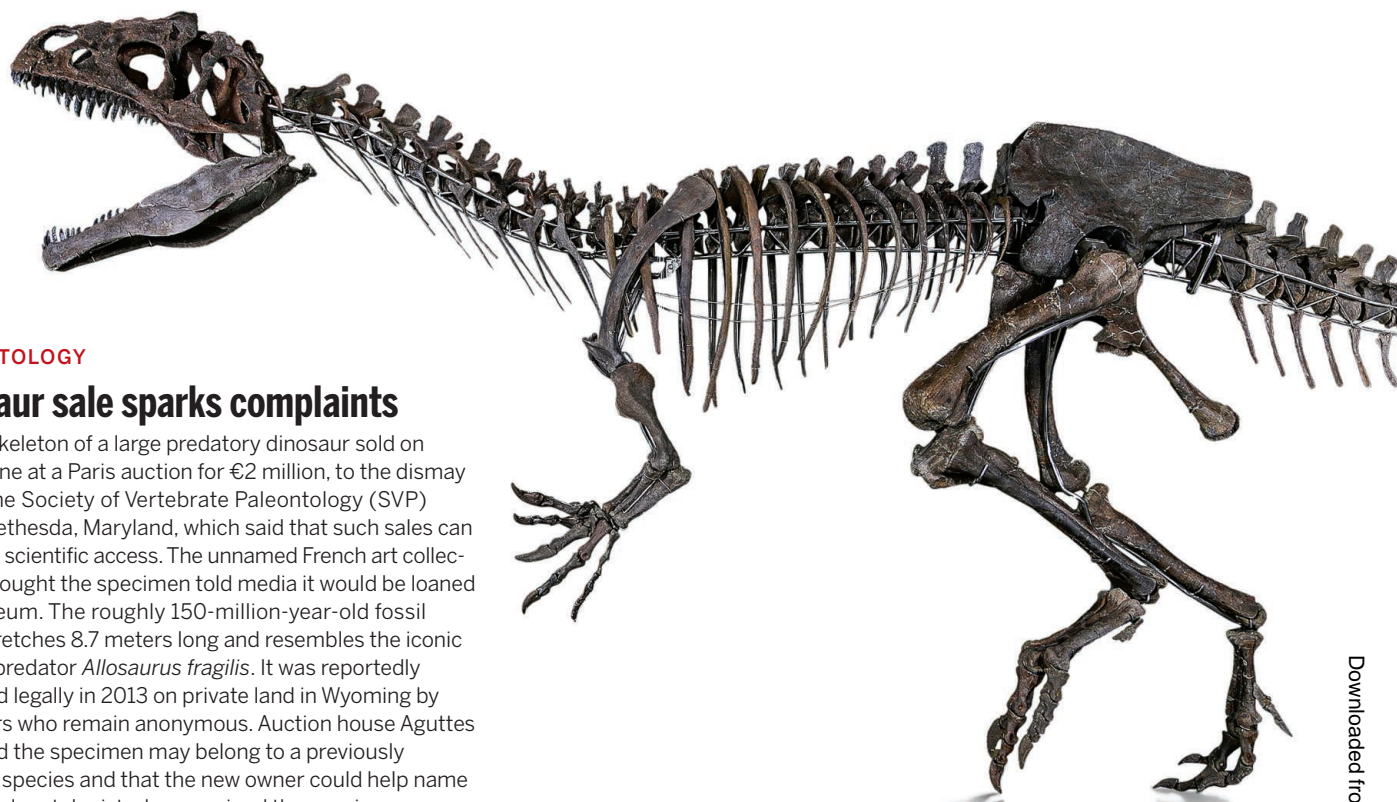 TOLOGY
aur sale sparks complaints
keleton of a large predatory dinosaur sold on
ne at a Paris auction for €2 million, to the dismay
ne Society of Vertebrate Paleontology (SVP)
ethesda, Maryland, which said that such sales can
scientific access. The unnamed French art collec-
ought the specimen told media it would be loaned
eum. The roughly 150-million-year-old fossil
retches 8.7 meters long and resembles the iconic
predator Allosaurus fragilis. It was reportedly
d legally in 2013 on private land in Wyoming by
rs who remain anonymous. Auction house Aguttes
d the specimen may belong to a previously
species and that the new owner could help name
Downloaded fro